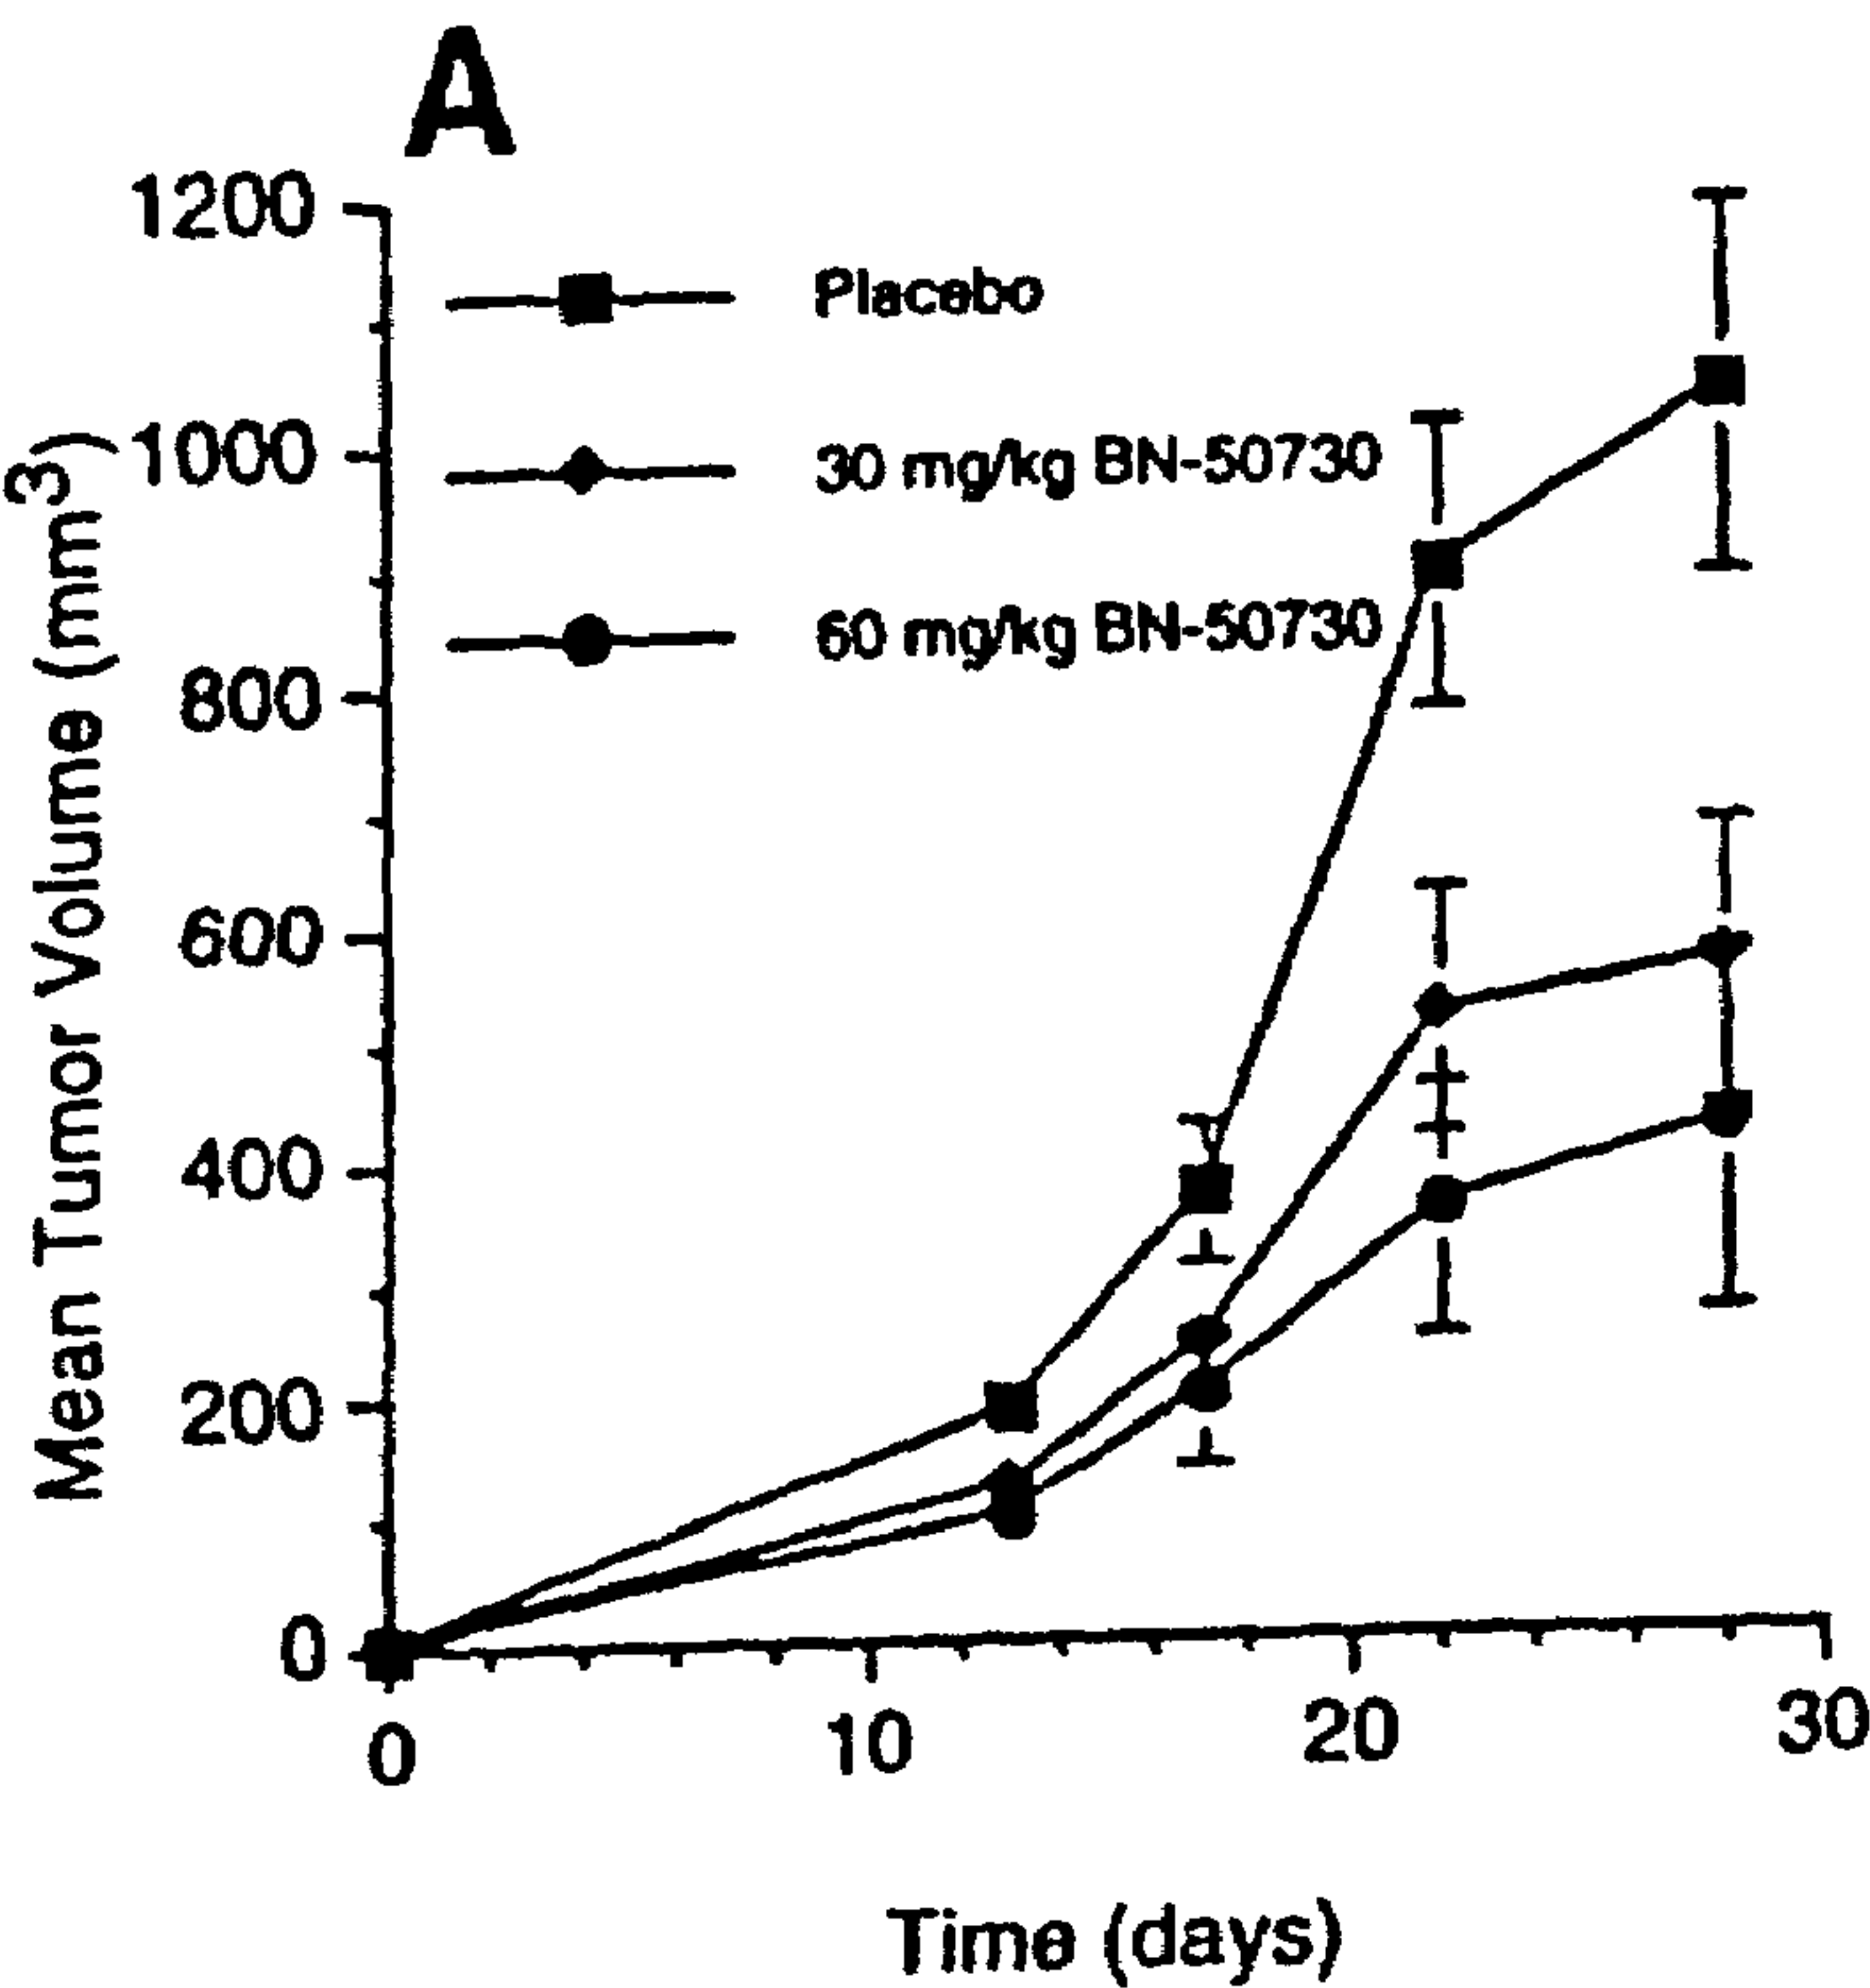 A
1200
1000
800
600
400
200
0
Mean Tumor Volume (mm3)
Placebo
30 mg/kg BN-50730
60 mg/kg BN-50730
0 10 20 30
Time (days)